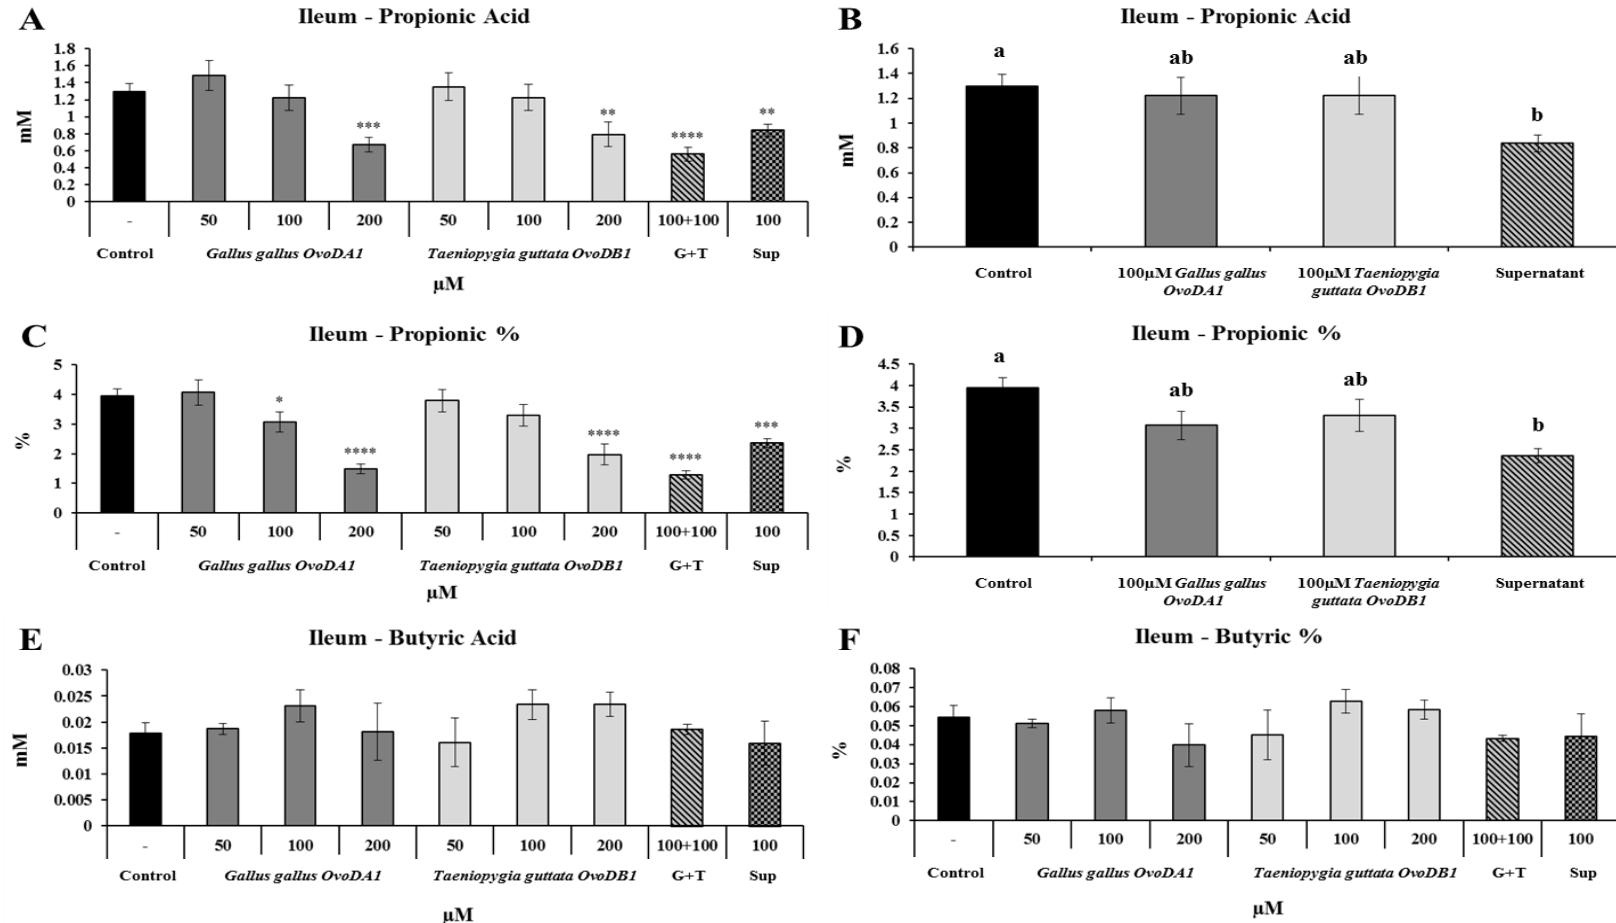 A
Ileum - Propionic Acid
1.8
1.6
1.4
1.2
1
0.8
0.6
0.4
0.2
0
mM
***
**
****
**
- 50 100 200 50 100 200 100+100 100
Control Gallus gallus OvoDA1 Taeniopygia guttata OvoDB1 G+T Sup
µM
B
Ileum - Propionic Acid
1.6
1.4
1.2
1
0.8
0.6
0.4
0.2
0
mM
a
ab
ab
b
Control 100µM Gallus gallus 100µM Taeniopygia Supernatant
OvoDA1 guttata OvoDB1
C
Ileum - Propionic %
5
4
3
2
1
0
%
*
****
****
****
***
- 50 100 200 50 100 200 100+100 100
Control Gallus gallus OvoDA1 Taeniopygia guttata OvoDB1 G+T Sup
µM
D
Ileum - Propionic %
4.5
4
3.5
3
2.5
2
1.5
1
0.5
0
%
a
ab
ab
b
Control 100µM Gallus gallus 100µM Taeniopygia Supernatant
OvoDA1 guttata OvoDB1
E
Ileum - Butyric Acid
0.03
0.025
0.02
0.015
0.01
0.005
0
mM
- 50 100 200 50 100 200 100+100 100
Control Gallus gallus OvoDA1 Taeniopygia guttata OvoDB1 G+T Sup
µM
F
Ileum - Butyric %
0.08
0.07
0.06
0.05
0.04
0.03
0.02
0.01
0
%
- 50 100 200 50 100 200 100+100 100
Control Gallus gallus OvoDA1 Taeniopygia guttata OvoDB1 G+T Sup
µM